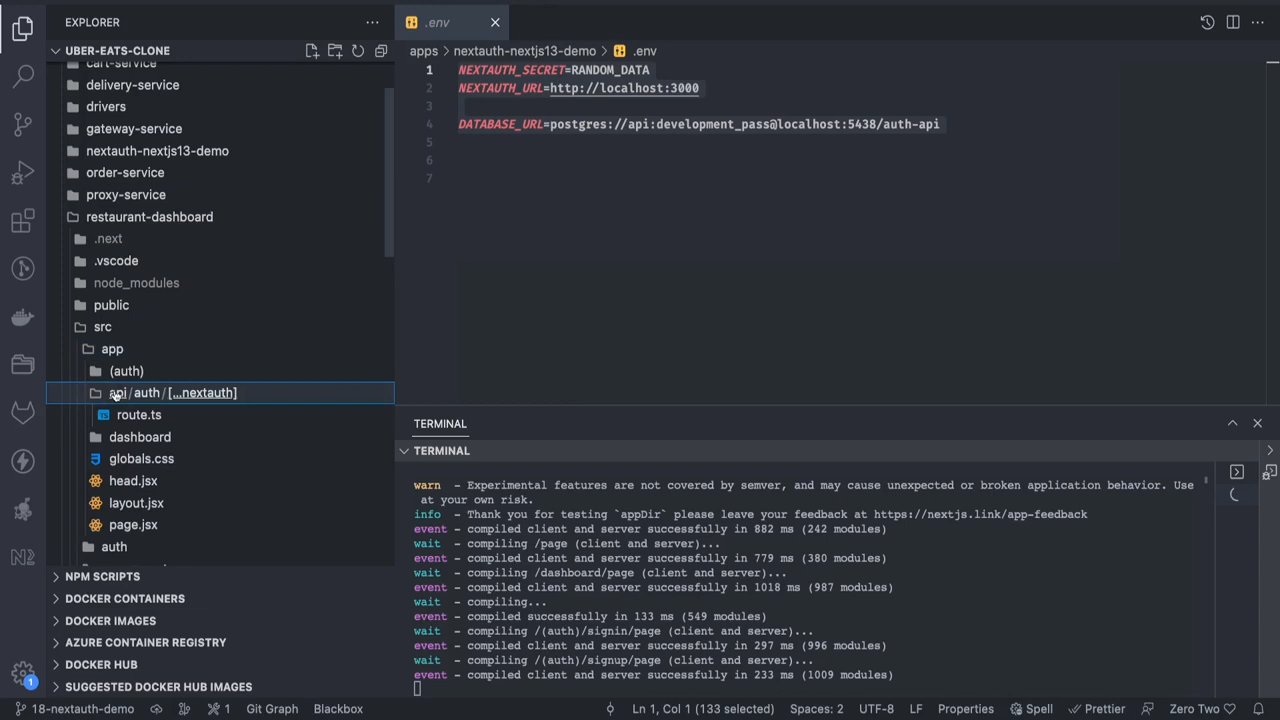 EXPLORER
UBER-EATS-CLONE
cart-service
delivery-service
drivers
gateway-service
nextauth-nextjs13-demo
order-service
proxy-service
restaurant-dashboard
.next
.vscode
node_modules
public
src
app
(auth)
api/auth/[...nextauth]
route.ts
dashboard
globals.css
head.jsx
layout.jsx
page.jsx
auth
NPM SCRIPTS
DOCKER CONTAINERS
DOCKER IMAGES
AZURE CONTAINER REGISTRY
DOCKER HUB
SUGGESTED DOCKER HUB IMAGES
.env
apps > nextauth-nextjs13-demo > .env
1 NEXTAUTH_SECRET=RANDOM_DATA
2 NEXTAUTH_URL=http://localhost:3000
3
4 DATABASE_URL=postgres://api:development_pass@localhost:5438/auth-api
5
6
7
TERMINAL
TERMINAL
warn - Experimental features are not covered by semver, and may cause unexpected or broken application behavior. Use
at your own risk.
info - Thank you for testing `appDir` please leave your feedback at https://nextjs.link/app-feedback
event - compiled client and server successfully in 882 ms (242 modules)
wait - compiling /page (client and server)...
event - compiled client and server successfully in 779 ms (380 modules)
wait - compiling /dashboard/page (client and server)...
event - compiled client and server successfully in 1018 ms (987 modules)
wait - compiling...
event - compiled successfully in 133 ms (549 modules)
wait - compiling /(auth)/signin/page (client and server)...
event - compiled client and server successfully in 297 ms (996 modules)
wait - compiling /(auth)/signup/page (client and server)...
event - compiled client and server successfully in 233 ms (1009 modules)
1
18-nextauth-demo 1 Git Graph Blackbox Ln 1, Col 1 (133 selected) Spaces: 2 UTF-8 LF Properties Spell Prettier Zero Two